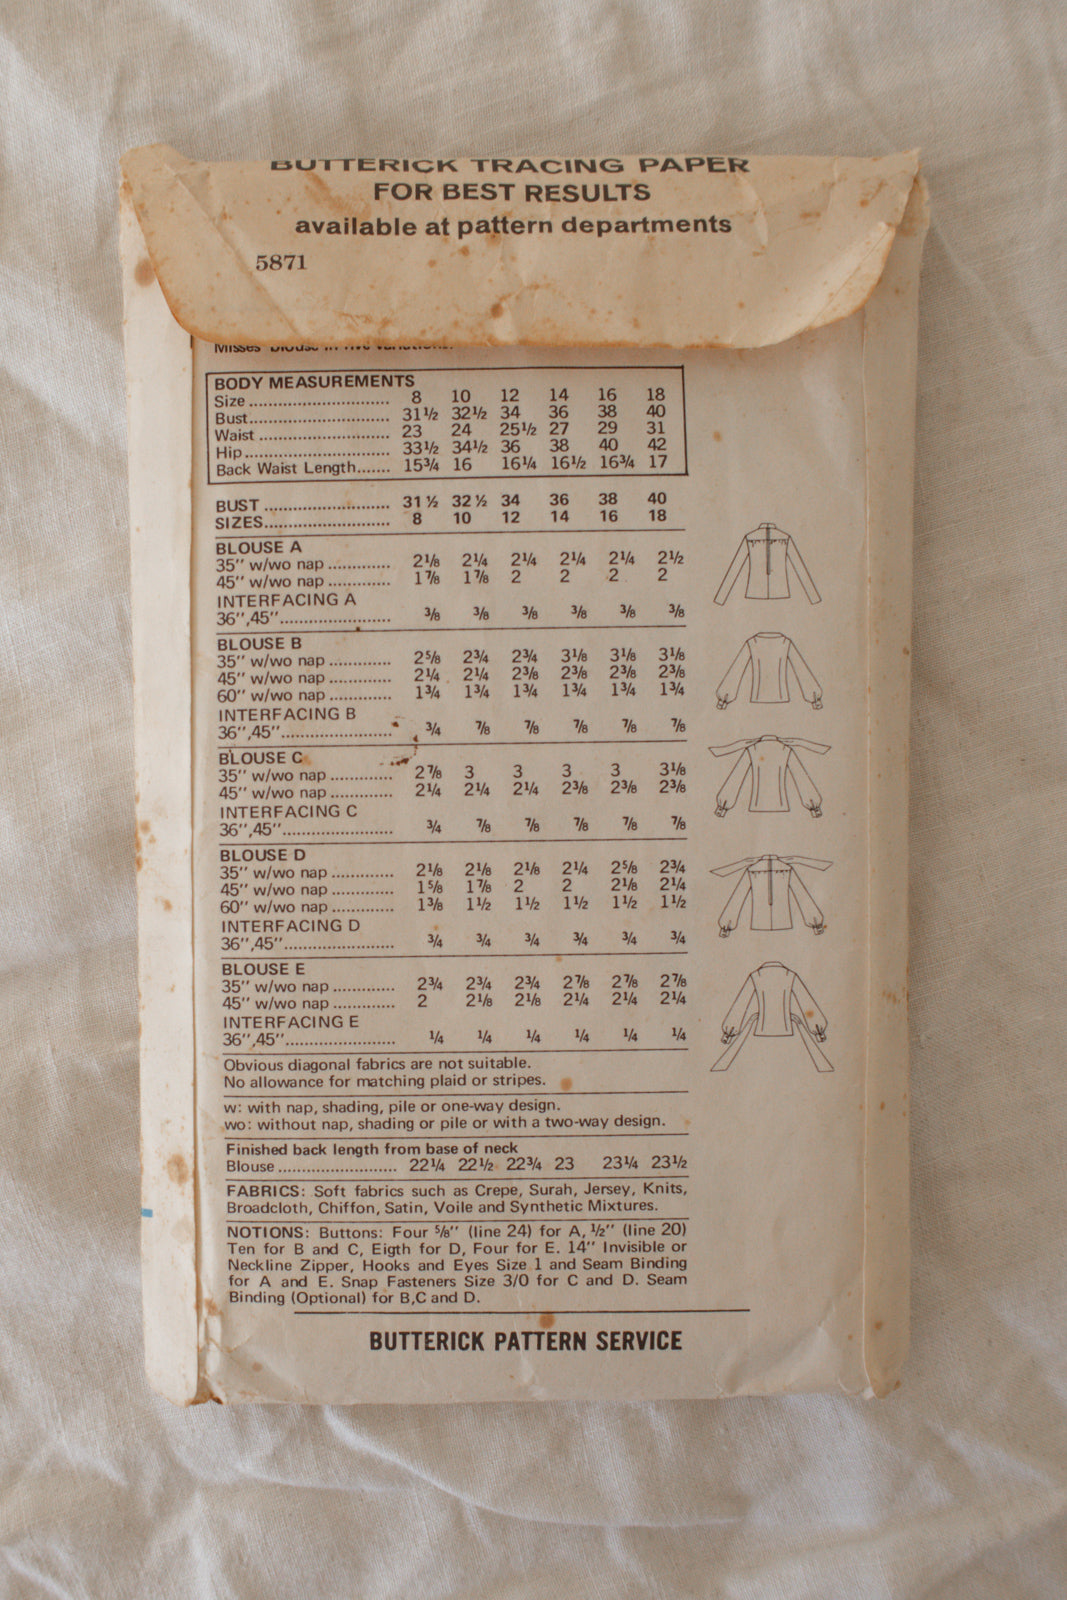 BUTTERICK TRACING PAPER
FOR BEST RESULTS
available at pattern departments
5871
Misses' blouse in five variations.
BODY MEASUREMENTS
Size ............................. 8 10 12 14 16 18
Bust............................. 31½ 32½ 34 36 38 40
Waist ........................... 23 24 25½ 27 29 31
Hip.............................. 33½ 34½ 36 38 40 42
Back Waist Length....... 15¾ 16 16¼ 16½ 16¾ 17
BUST .......................... 31 ½ 32 ½ 34 36 38 40
SIZES.......................... 8 10 12 14 16 18
BLOUSE A
35" w/wo nap ............. 2⅛ 2¼ 2¼ 2¼ 2¼ 2½
45" w/wo nap ............. 1⅞ 1⅞ 2 2 2 2
INTERFACING A
36",45"....................... ⅜ ⅜ ⅜ ⅜ ⅜ ⅜
BLOUSE B
35" w/wo nap ............. 2⅝ 2¾ 2¾ 3⅛ 3⅛ 3⅛
45" w/wo nap ............. 2¼ 2¼ 2⅜ 2⅜ 2⅜ 2⅜
60" w/wo nap ............. 1¾ 1¾ 1¾ 1¾ 1¾ 1¾
INTERFACING B
36",45"....................... ¾ ⅞ ⅞ ⅞ ⅞ ⅞
BLOUSE C
35" w/wo nap ............. 2⅞ 3 3 3 3 3⅛
45" w/wo nap ............. 2¼ 2¼ 2¼ 2⅜ 2⅜ 2⅜
INTERFACING C
36",45"....................... ¾ ⅞ ⅞ ⅞ ⅞ ⅞
BLOUSE D
35" w/wo nap ............. 2⅛ 2⅛ 2⅛ 2¼ 2⅝ 2¾
45" w/wo nap ............. 1⅝ 1⅞ 2 2 2⅛ 2¼
60" w/wo nap ............. 1⅜ 1½ 1½ 1½ 1½ 1½
INTERFACING D
36",45"....................... ¾ ¾ ¾ ¾ ¾ ¾
BLOUSE E
35" w/wo nap ............. 2¾ 2¾ 2¾ 2⅞ 2⅞ 2⅞
45" w/wo nap ............. 2 2⅛ 2⅛ 2¼ 2¼ 2¼
INTERFACING E
36",45"....................... ¼ ¼ ¼ ¼ ¼ ¼
Obvious diagonal fabrics are not suitable.
No allowance for matching plaid or stripes.
w: with nap, shading, pile or one-way design.
wo: without nap, shading or pile or with a two-way design.
Finished back length from base of neck
Blouse ......................... 22¼ 22½ 22¾ 23 23¼ 23½
FABRICS: Soft fabrics such as Crepe, Surah, Jersey, Knits,
Broadcloth, Chiffon, Satin, Voile and Synthetic Mixtures.
NOTIONS: Buttons: Four ⅝" (line 24) for A, ½" (line 20)
Ten for B and C, Eigth for D, Four for E. 14" Invisible or
Neckline Zipper, Hooks and Eyes Size 1 and Seam Binding
for A and E. Snap Fasteners Size 3/0 for C and D. Seam
Binding (Optional) for B,C and D.
BUTTERICK PATTERN SERVICE